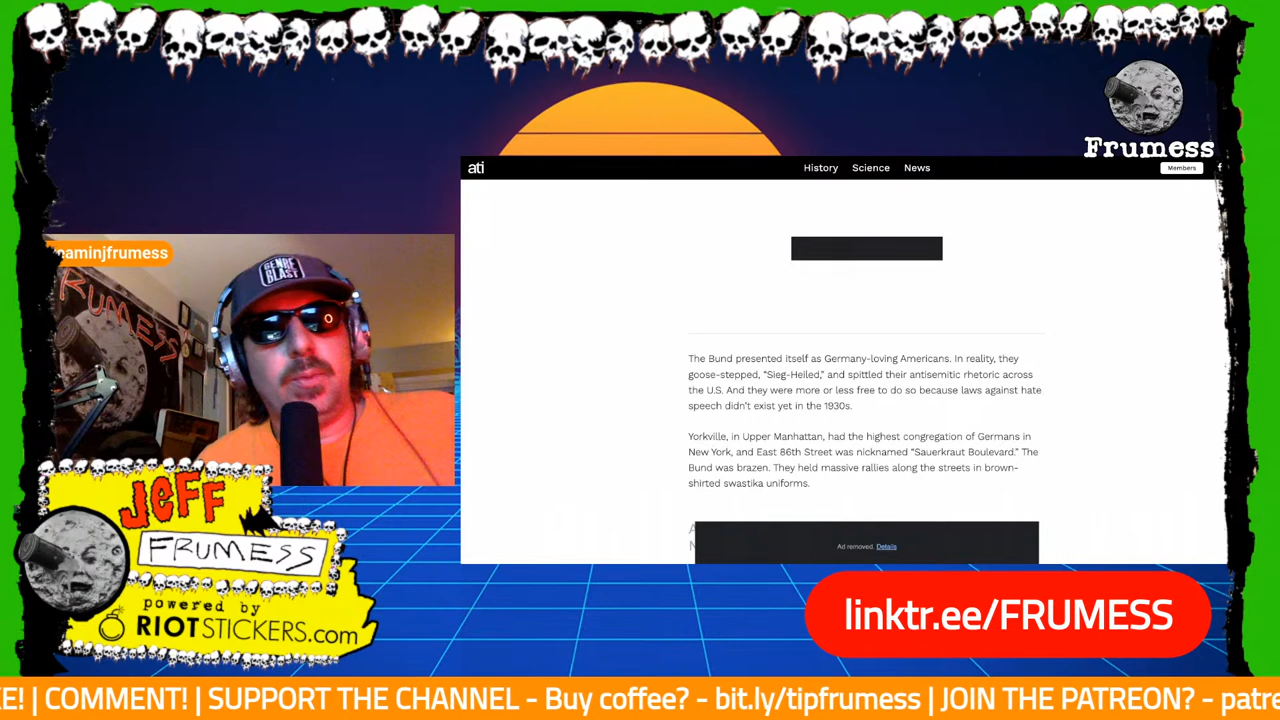 Frumess
ati
History Science News
Members
f
eaminjfrumess
GENRE
BLAST
FRUMESS
The Bund presented itself as Germany-loving Americans. In reality, they
goose-stepped, “Sieg-Heiled,” and spittled their antisemitic rhetoric across
the U.S. And they were more or less free to do so because laws against hate
speech didn’t exist yet in the 1930s.
Yorkville, in Upper Manhattan, had the highest congregation of Germans in
New York, and East 86th Street was nicknamed “Sauerkraut Boulevard.” The
Bund was brazen. They held massive rallies along the streets in brown-
shirted swastika uniforms.
Ad removed. Details
JEFF
FRUMESS
powered by
RIOTSTICKERS.com
linktr.ee/FRUMESS
KE! | COMMENT! | SUPPORT THE CHANNEL - Buy coffee? - bit.ly/tipfrumess | JOIN THE PATREON? - patre